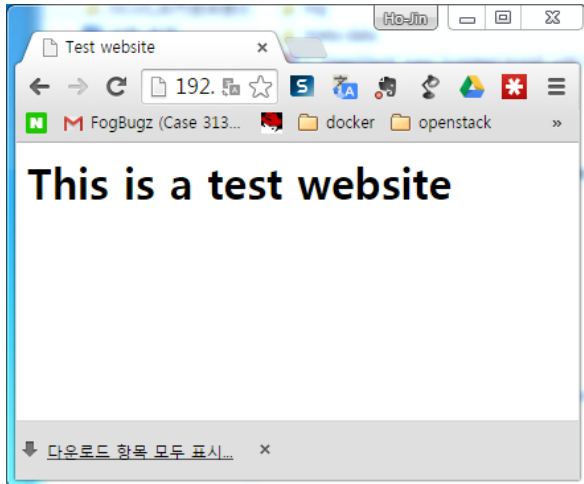 Ho-Jin
Test website
192.
FogBugz (Case 313...
docker
openstack
»
This is a test website
다운로드 항목 모두 표시...